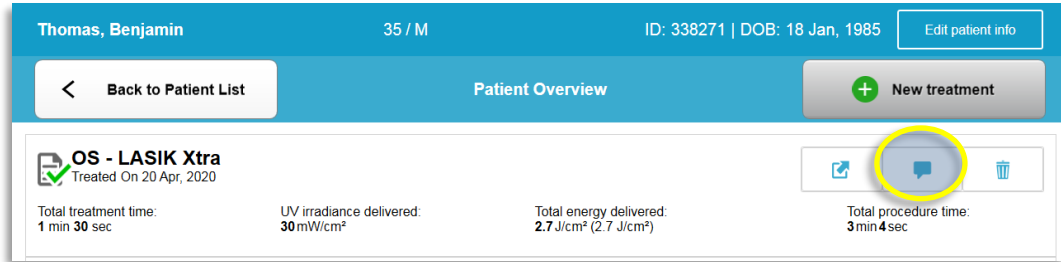 Thomas, Benjamin 35 / M ID: 338271 | DOB: 18 Jan, 1985 Edit patient info
Back to Patient List Patient Overview New treatment
OS - LASIK Xtra
Treated On 20 Apr, 2020
Total treatment time: UV irradiance delivered: Total energy delivered: Total procedure time:
1 min 30 sec 30 mW/cm² 2.7 J/cm² (2.7 J/cm²) 3 min 4 sec